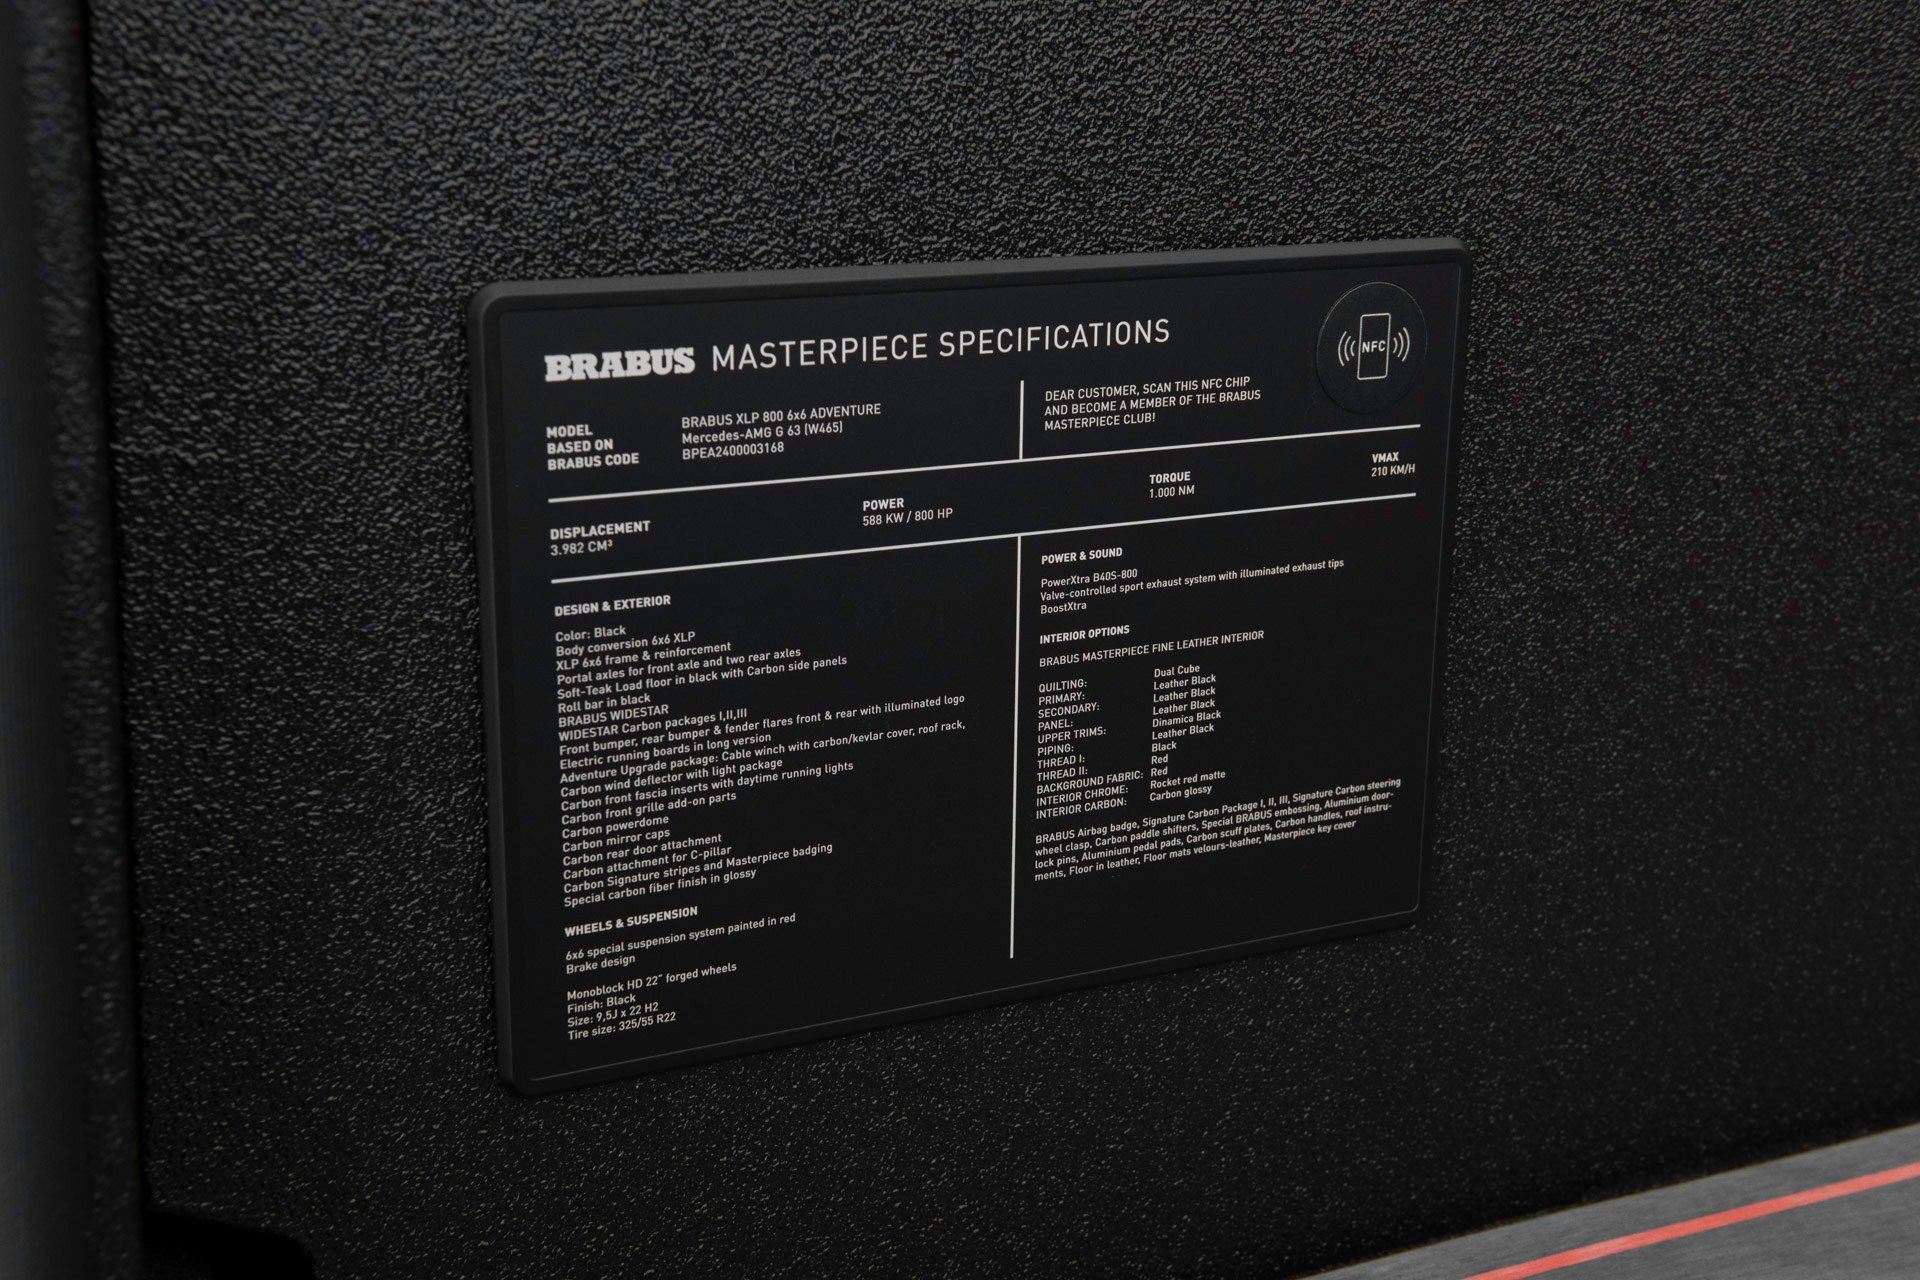 BRABUS MASTERPIECE SPECIFICATIONS
NFC
MODEL BRABUS XLP 800 6x6 ADVENTURE
BASED ON Mercedes-AMG G 63 (W465)
BRABUS CODE BPEA2400003168
DEAR CUSTOMER, SCAN THIS NFC CHIP
AND BECOME A MEMBER OF THE BRABUS
MASTERPIECE CLUB!
DISPLACEMENT
3.982 CM³
POWER
588 KW / 800 HP
TORQUE
1.000 NM
VMAX
210 KM/H
DESIGN & EXTERIOR
Color: Black
Body conversion 6x6 XLP
XLP 6x6 frame & reinforcement
Portal axles for front axle and two rear axles
Soft-Teak Load floor in black with Carbon side panels
Roll bar in black
BRABUS WIDESTAR
WIDESTAR Carbon packages I,II,III
Front bumper, rear bumper & fender flares front & rear with illuminated logo
Electric running boards in long version
Adventure Upgrade package: Cable winch with carbon/kevlar cover, roof rack,
Carbon wind deflector with light package
Carbon front fascia inserts with daytime running lights
Carbon front grille add-on parts
Carbon powerdome
Carbon mirror caps
Carbon rear door attachment
Carbon attachment for C-pillar
Carbon Signature stripes and Masterpiece badging
Special carbon fiber finish in glossy
WHEELS & SUSPENSION
6x6 special suspension system painted in red
Brake design
Monoblock HD 22" forged wheels
Finish: Black
Size: 9,5J x 22 H2
Tire size: 325/55 R22
POWER & SOUND
PowerXtra B40S-800
Valve-controlled sport exhaust system with illuminated exhaust tips
BoostXtra
INTERIOR OPTIONS
BRABUS MASTERPIECE FINE LEATHER INTERIOR
QUILTING: Dual Cube
PRIMARY: Leather Black
SECONDARY: Leather Black
PANEL: Leather Black
UPPER TRIMS: Dinamica Black
PIPING: Leather Black
THREAD I: Black
THREAD II: Red
BACKGROUND FABRIC: Red
INTERIOR CHROME: Rocket red matte
INTERIOR CARBON: Carbon glossy
BRABUS Airbag badge, Signature Carbon Package I, II, III, Signature Carbon steering
wheel clasp, Carbon paddle shifters, Special BRABUS embossing, Aluminium door-
lock pins, Aluminium pedal pads, Carbon scuff plates, Carbon handles, roof instru-
ments, Floor in leather, Floor mats velours-leather, Masterpiece key cover